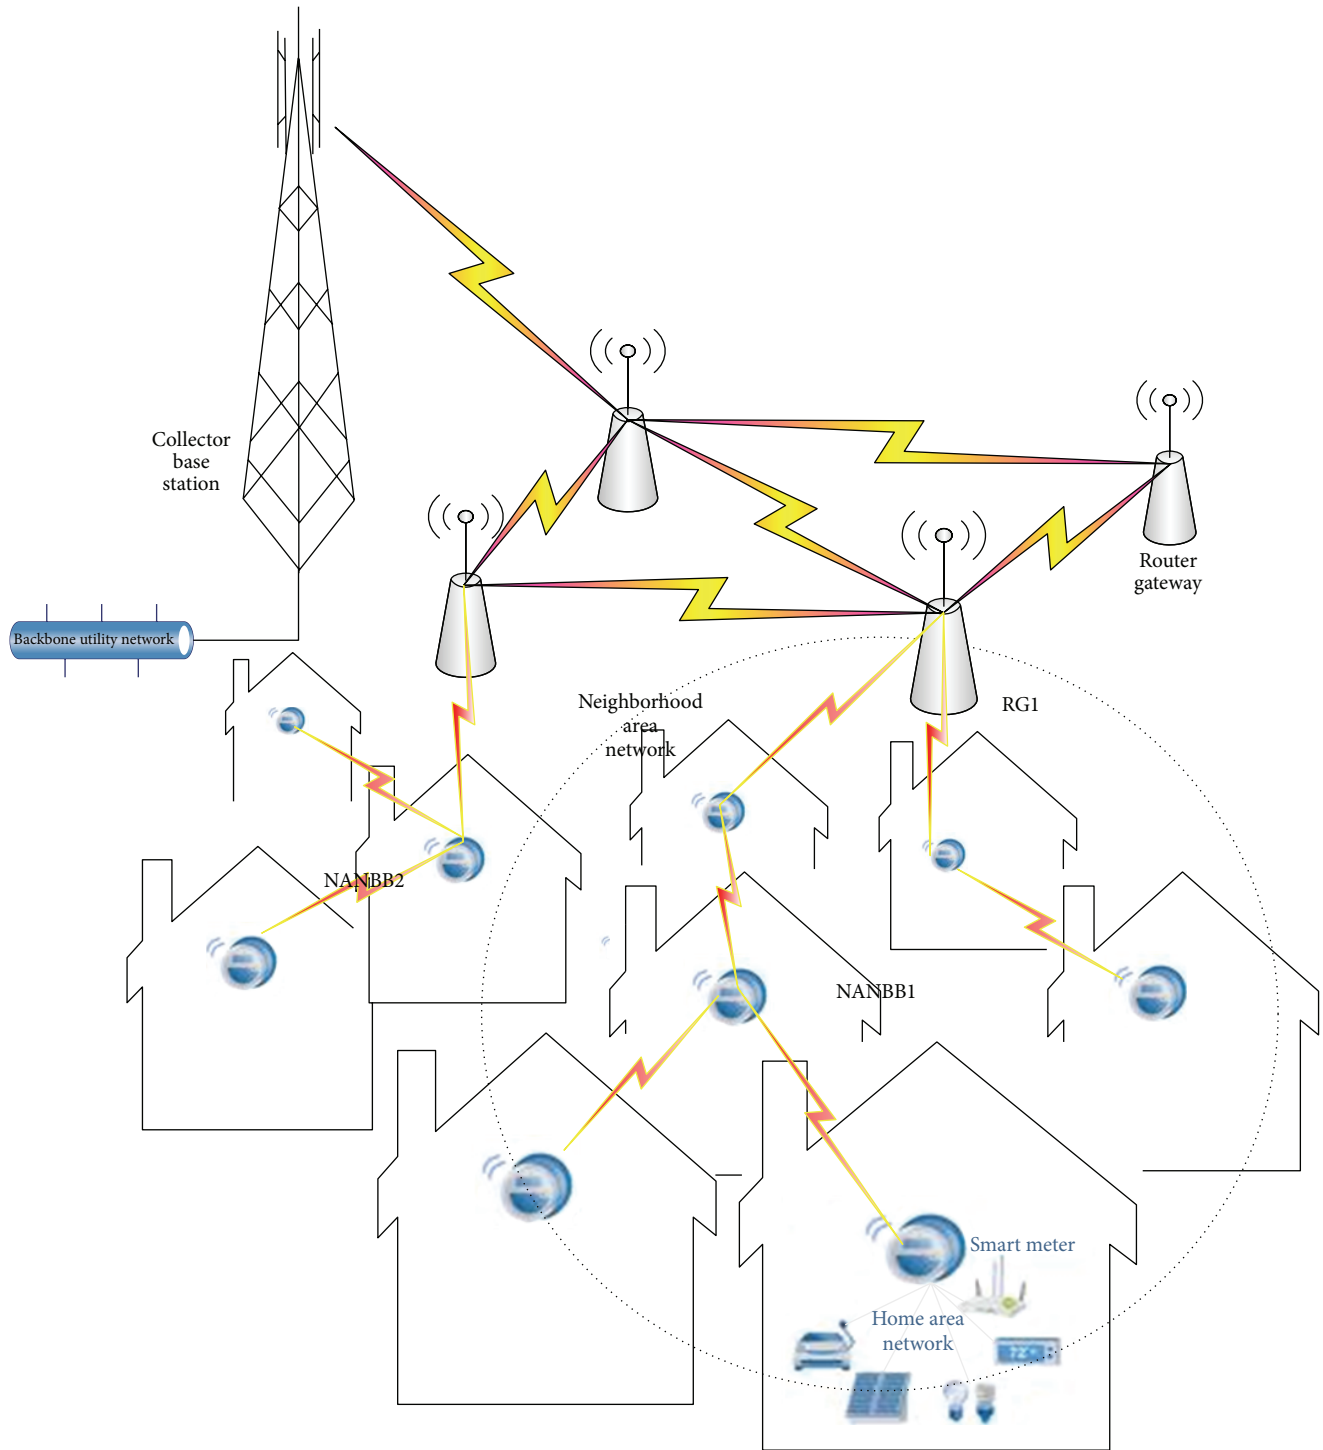 Collector
base
station
Router
gateway
Backbone utility network
Neighborhood
area
network
RG1
NANBB2
NANBB1
Smart meter
Home area
network